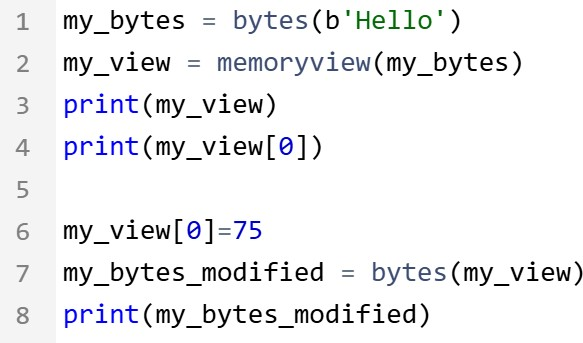 1 my_bytes = bytes(b'Hello')
2 my_view = memoryview(my_bytes)
3 print(my_view)
4 print(my_view[0])
5
6 my_view[0]=75
7 my_bytes_modified = bytes(my_view)
8 print(my_bytes_modified)